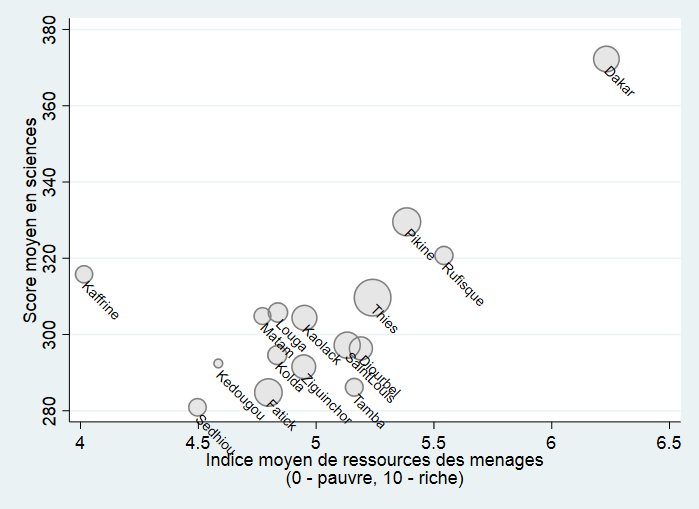 380
360
340
320
300
280
Score moyen en sciences
Dakar
Pikine
Rufisque
Kaffrine
Thies
Matam
Louga
Kaolack
SaintLouis
Diourbel
Kolda
Ziguinchor
Kedougou
Fatick
Tamba
Sedhiou
4
4.5
5
5.5
6
6.5
Indice moyen de ressources des menages
(0 - pauvre, 10 - riche)